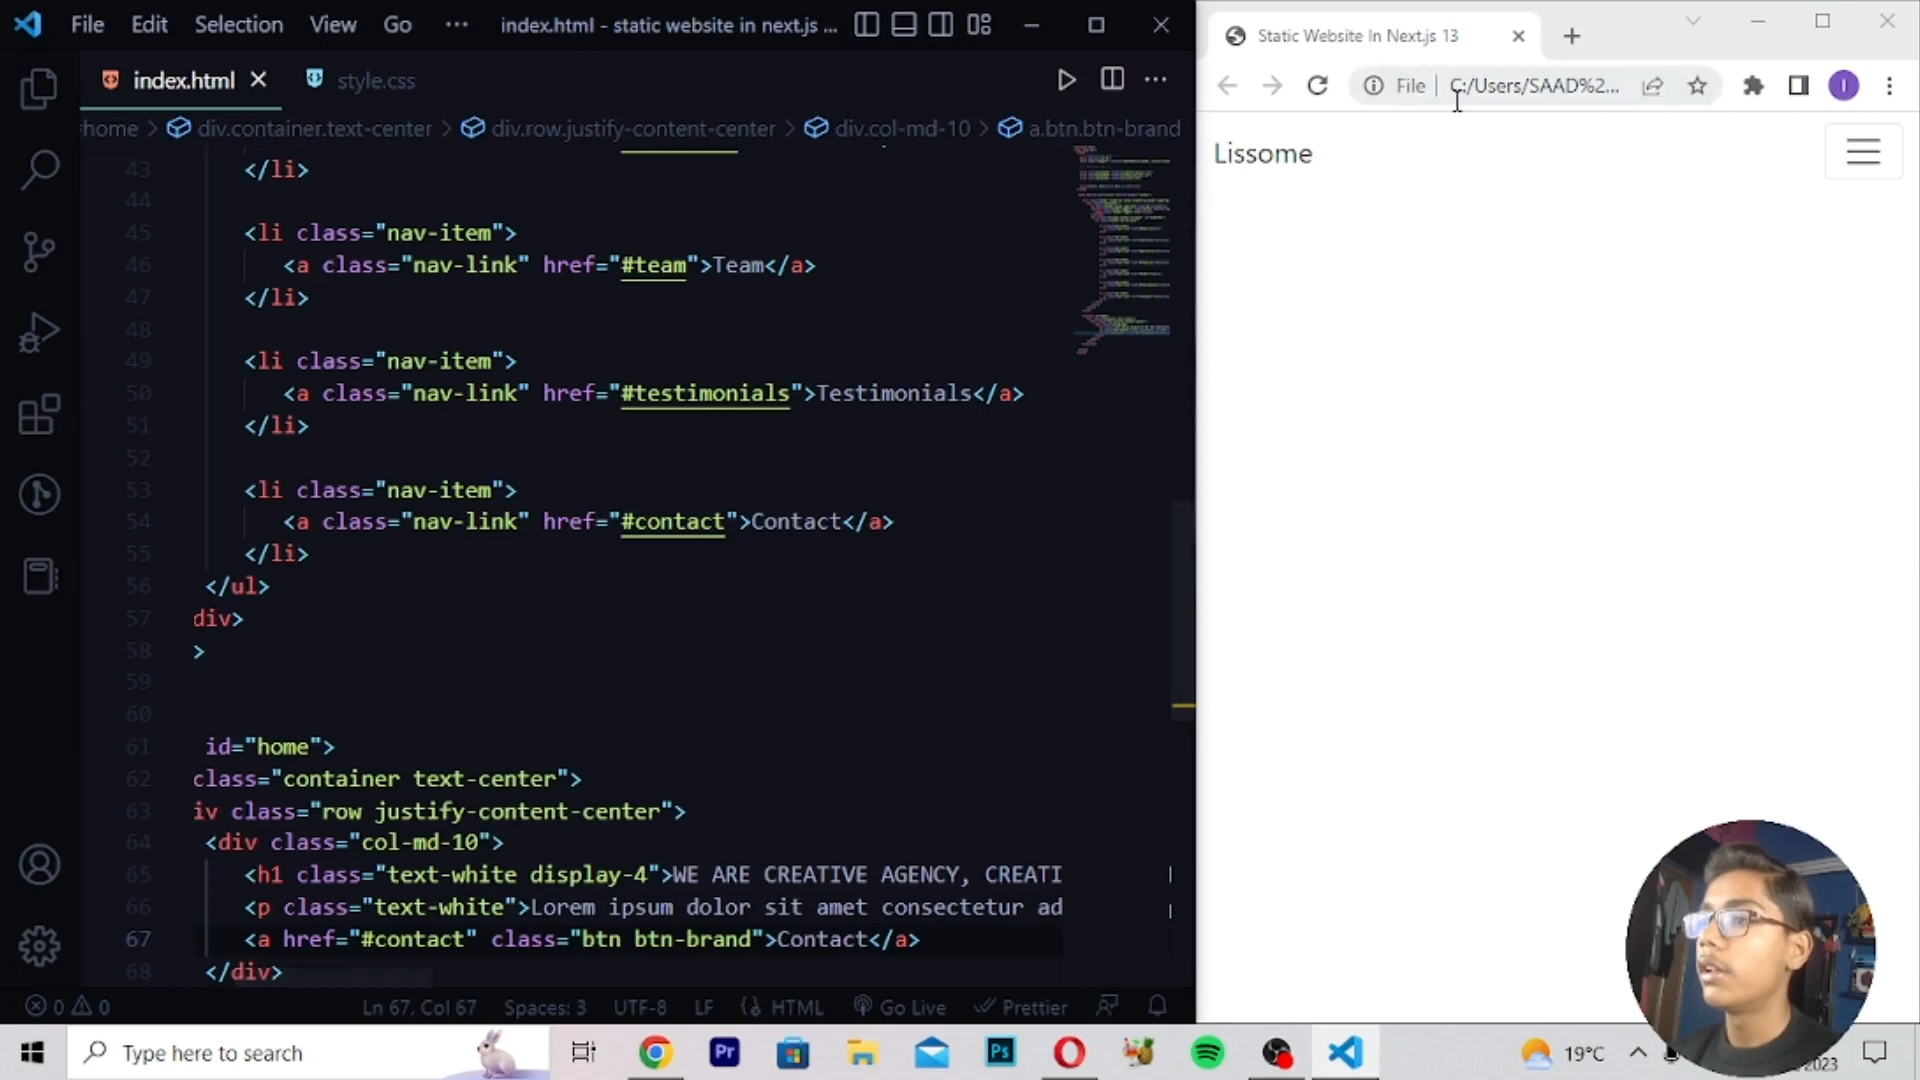 File Edit Selection View Go ··· index.html - static website in next.js ...
index.html style.css
home > div.container.text-center > div.row.justify-content-center > div.col-md-10 > a.btn.btn-brand
43 </li>
44
45 <li class="nav-item">
46 <a class="nav-link" href="#team">Team</a>
47 </li>
48
49 <li class="nav-item">
50 <a class="nav-link" href="#testimonials">Testimonials</a>
51 </li>
52
53 <li class="nav-item">
54 <a class="nav-link" href="#contact">Contact</a>
55 </li>
56 </ul>
57 div>
58 >
59
60
61 id="home">
62 class="container text-center">
63 iv class="row justify-content-center">
64 <div class="col-md-10">
65 <h1 class="text-white display-4">WE ARE CREATIVE AGENCY, CREATI
66 <p class="text-white">Lorem ipsum dolor sit amet consectetur ad
67 <a href="#contact" class="btn btn-brand">Contact</a>
68 </div>
0 0 Ln 67, Col 67 Spaces: 3 UTF-8 LF HTML Go Live Prettier
Static Website In Next.js 13
File C:/Users/SAAD%2...
I
Lissome
Type here to search
Pr
Ps
19°C
2023